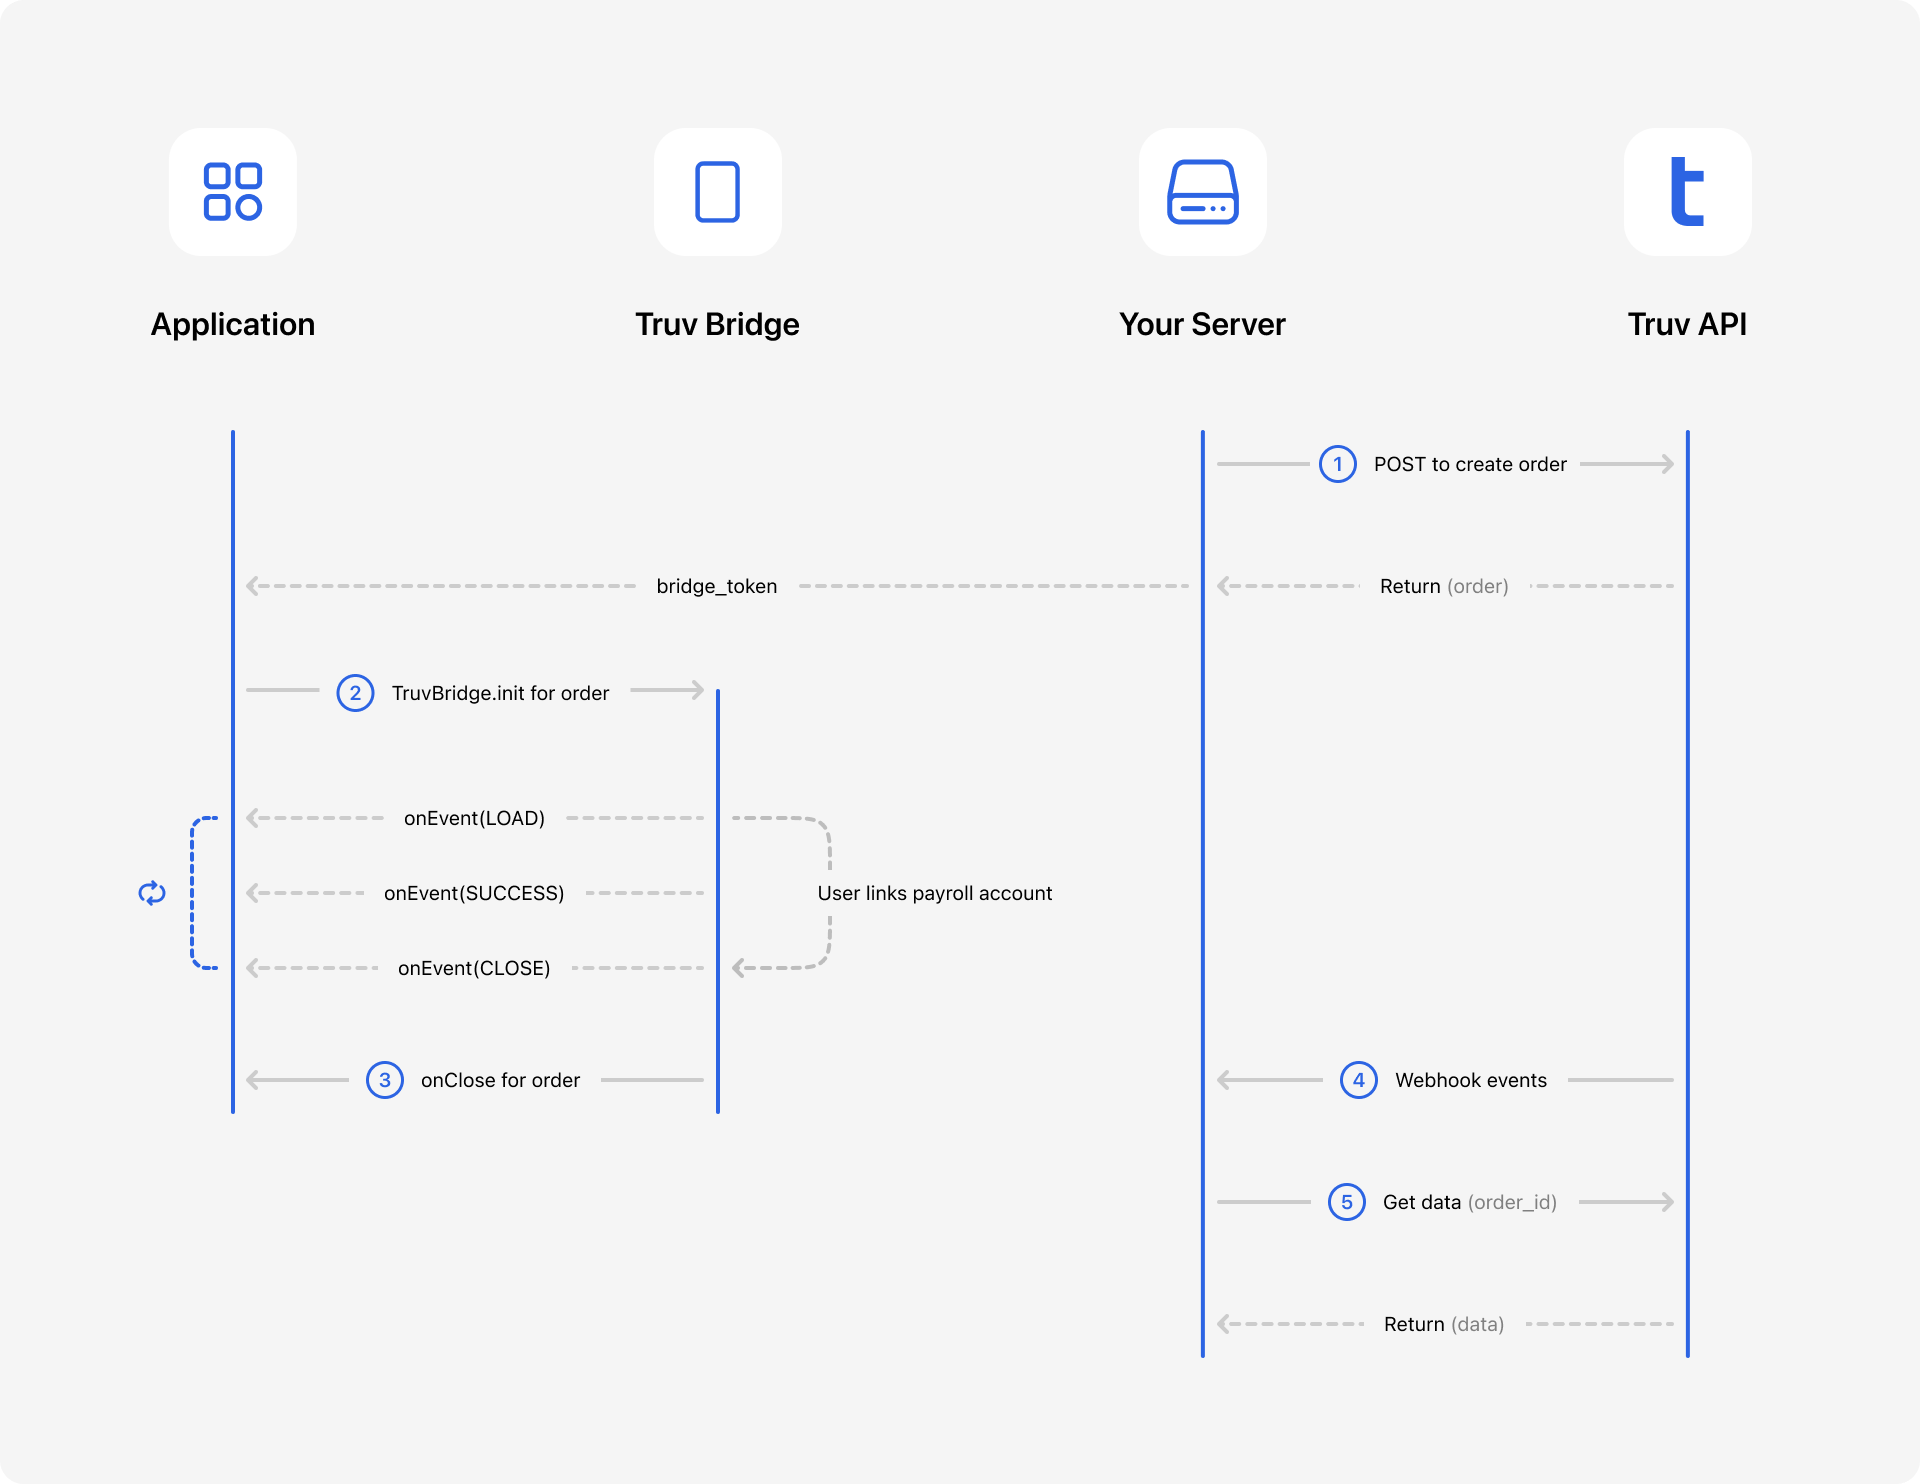 Application
Truv Bridge
Your Server
Truv API
1 POST to create order
bridge_token
Return (order)
2 TruvBridge.init for order
onEvent(LOAD)
onEvent(SUCCESS)
User links payroll account
onEvent(CLOSE)
3 onClose for order
4 Webhook events
5 Get data (order_id)
Return (data)